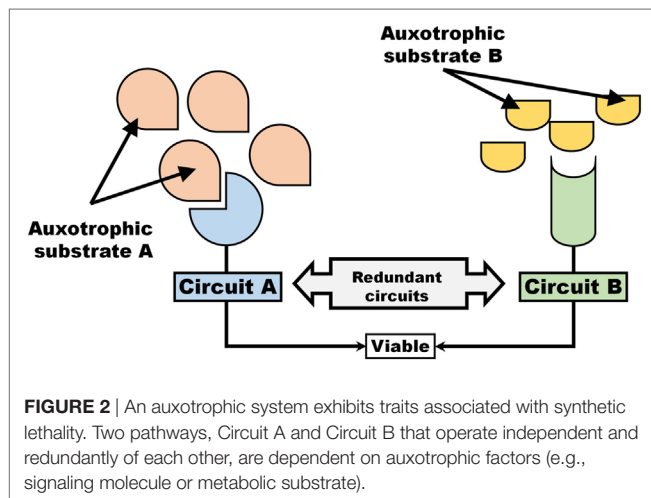 Auxotrophic
substrate B
Auxotrophic
substrate A
Circuit A
Redundant
circuits
Circuit B
Viable
FIGURE 2 | An auxotrophic system exhibits traits associated with synthetic
lethality. Two pathways, Circuit A and Circuit B that operate independent and
redundantly of each other, are dependent on auxotrophic factors (e.g.,
signaling molecule or metabolic substrate).